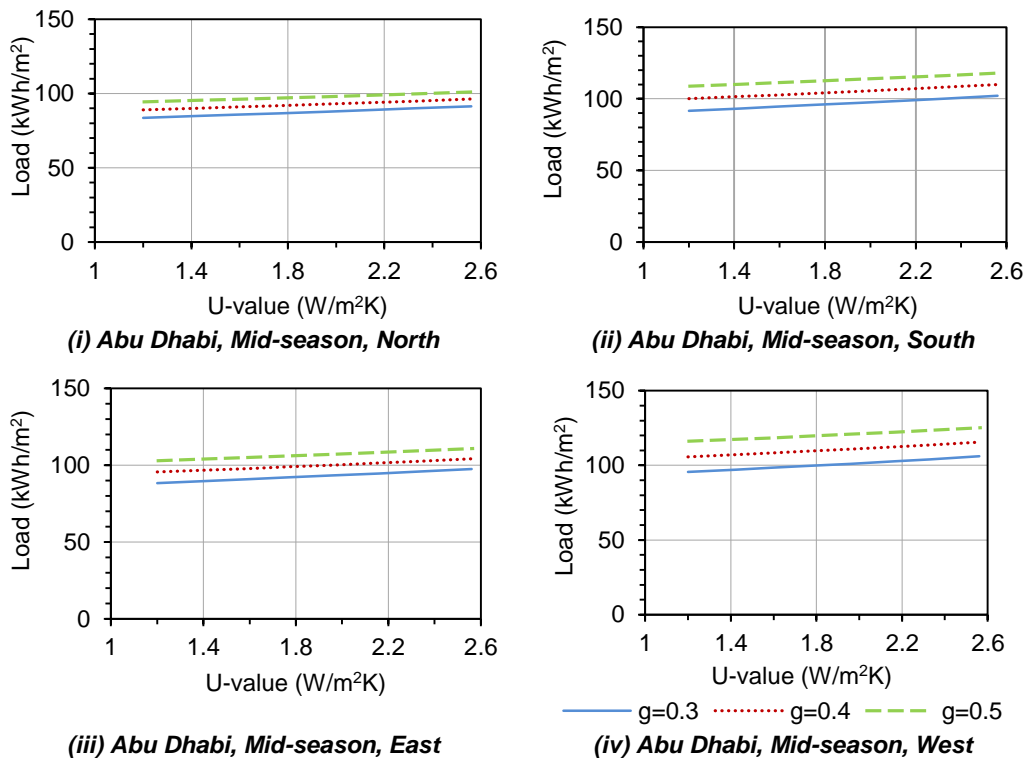 150
100
50
0
Load (kWh/m²)
1 1.4 1.8 2.2 2.6
U-value (W/m²K)
(i) Abu Dhabi, Mid-season, North
150
100
50
0
Load (kWh/m²)
1 1.4 1.8 2.2 2.6
U-value (W/m²K)
(ii) Abu Dhabi, Mid-season, South
150
100
50
0
Load (kWh/m²)
1 1.4 1.8 2.2 2.6
U-value (W/m²K)
(iii) Abu Dhabi, Mid-season, East
150
100
50
0
Load (kWh/m²)
1 1.4 1.8 2.2 2.6
U-value (W/m²K)
g=0.3 g=0.4 g=0.5
(iv) Abu Dhabi, Mid-season, West